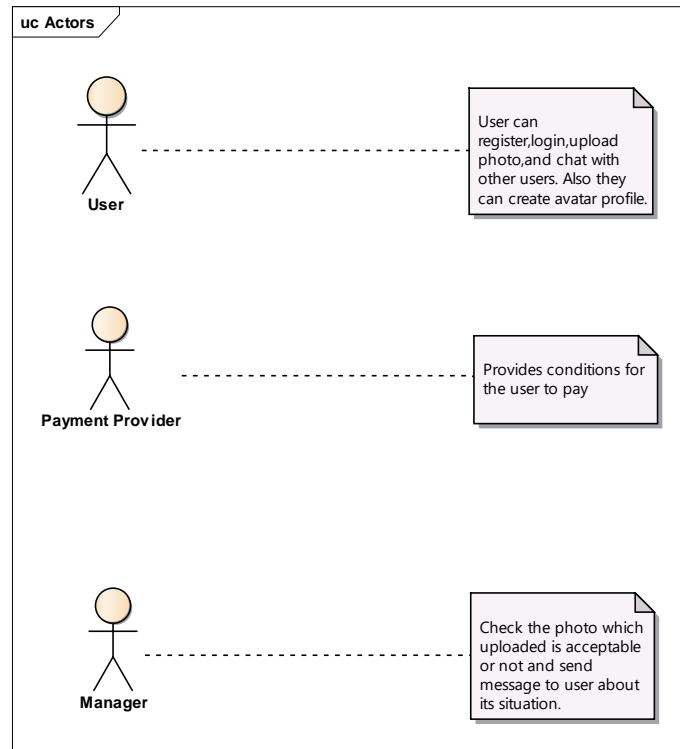 uc Actors
User can
register,login,upload
photo,and chat with
other users. Also they
can create avatar profile.
User
Provides conditions for
the user to pay
Payment Provider
Check the photo which
uploaded is acceptable
or not and send
message to user about
its situation.
Manager